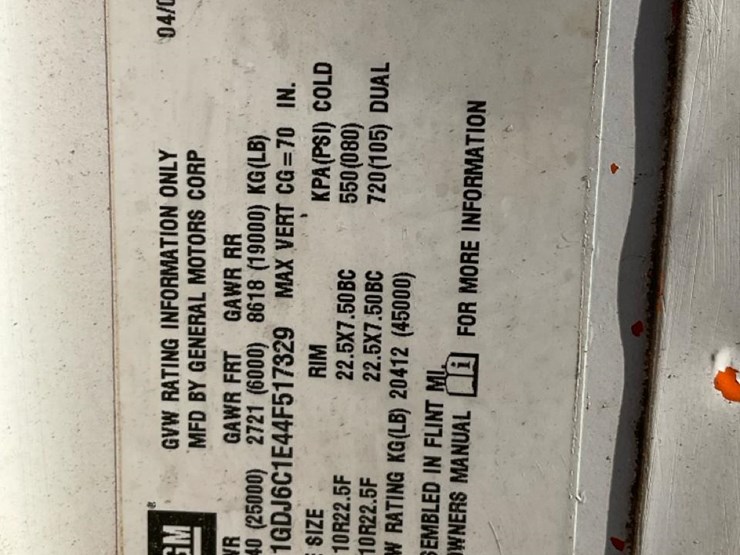 GM ® GVW RATING INFORMATION ONLY 04/0
MFD BY GENERAL MOTORS CORP
WR GAWR FRT GAWR RR
40 (25000) 2721 (6000) 8618 (19000) KG(LB)
1GDJ6C1E44F517329 MAX VERT CG=70 IN.
SIZE RIM KPA(PSI) COLD
10R22.5F 22.5X7.50BC 550(080)
10R22.5F 22.5X7.50BC 720(105) DUAL
W RATING KG(LB) 20412 (45000)
SEMBLED IN FLINT MI.
WNERS MANUAL i FOR MORE INFORMATION